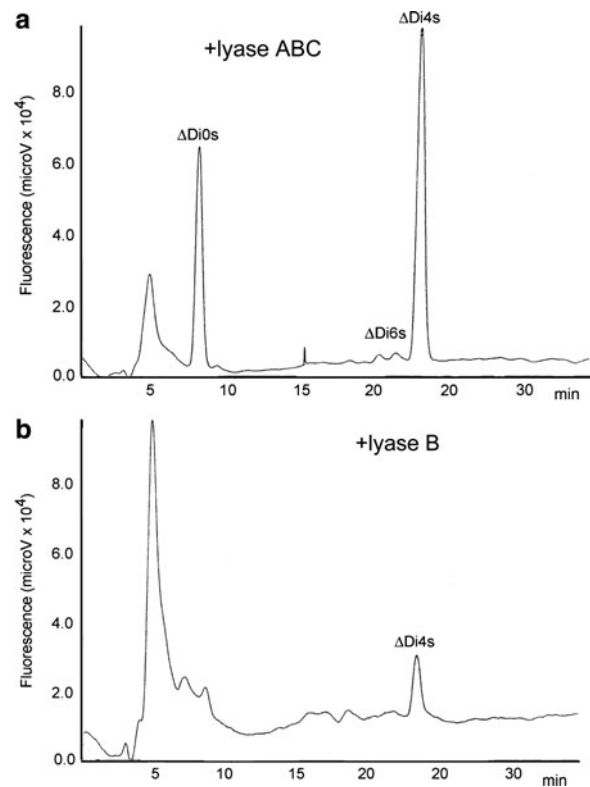 a
+lyase ABC
ΔDi4s
ΔDi0s
ΔDi6s
Fluorescence (microV x 10⁴)
8.0
6.0
4.0
2.0
0.0
5 10 15 20 20 30 min
b
+lyase B
ΔDi4s
Fluorescence (microV x 10⁴)
8.0
6.0
4.0
2.0
0.0
5 10 15 20 20 30 min